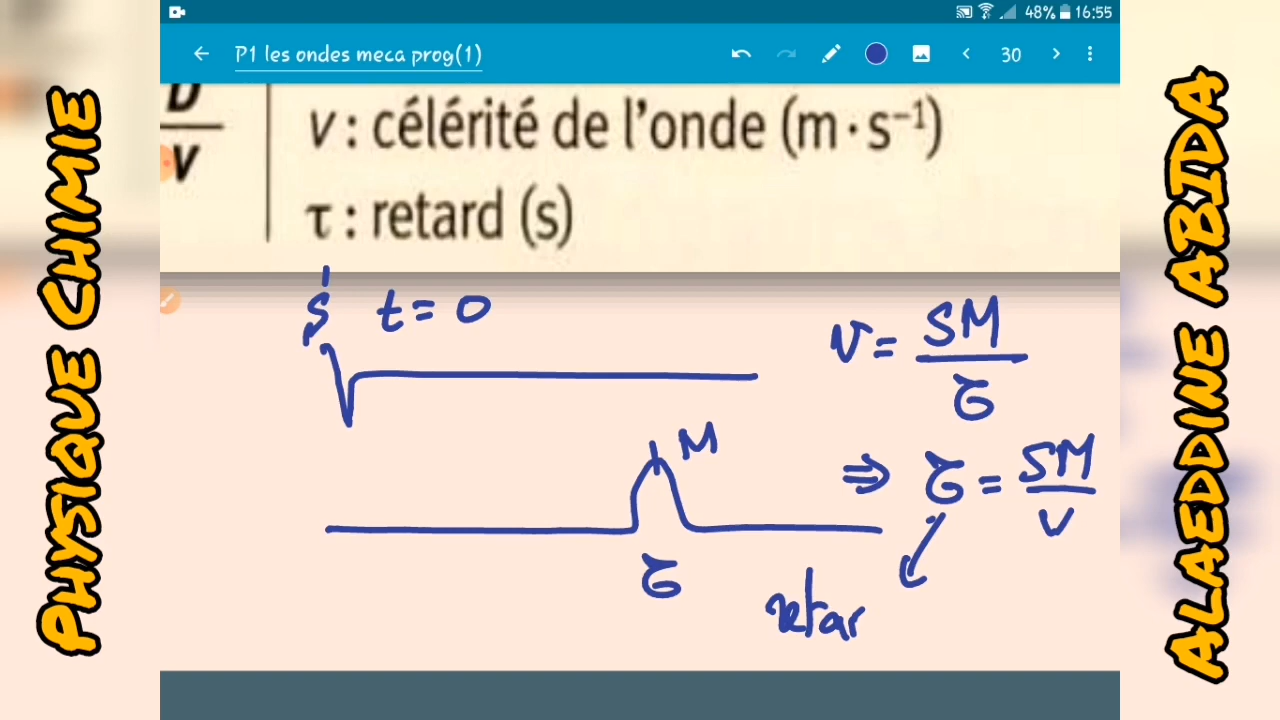 PHYSIQUE CHIMIE
48% 16:55
P1 les ondes meca prog(1)
30
D
v
v : célérité de l'onde (m · s⁻¹)
τ : retard (s)
S t = 0
V = SM / τ
M
⇒ τ = SM / V
τ
retar
ALAEDDINE ABIDA